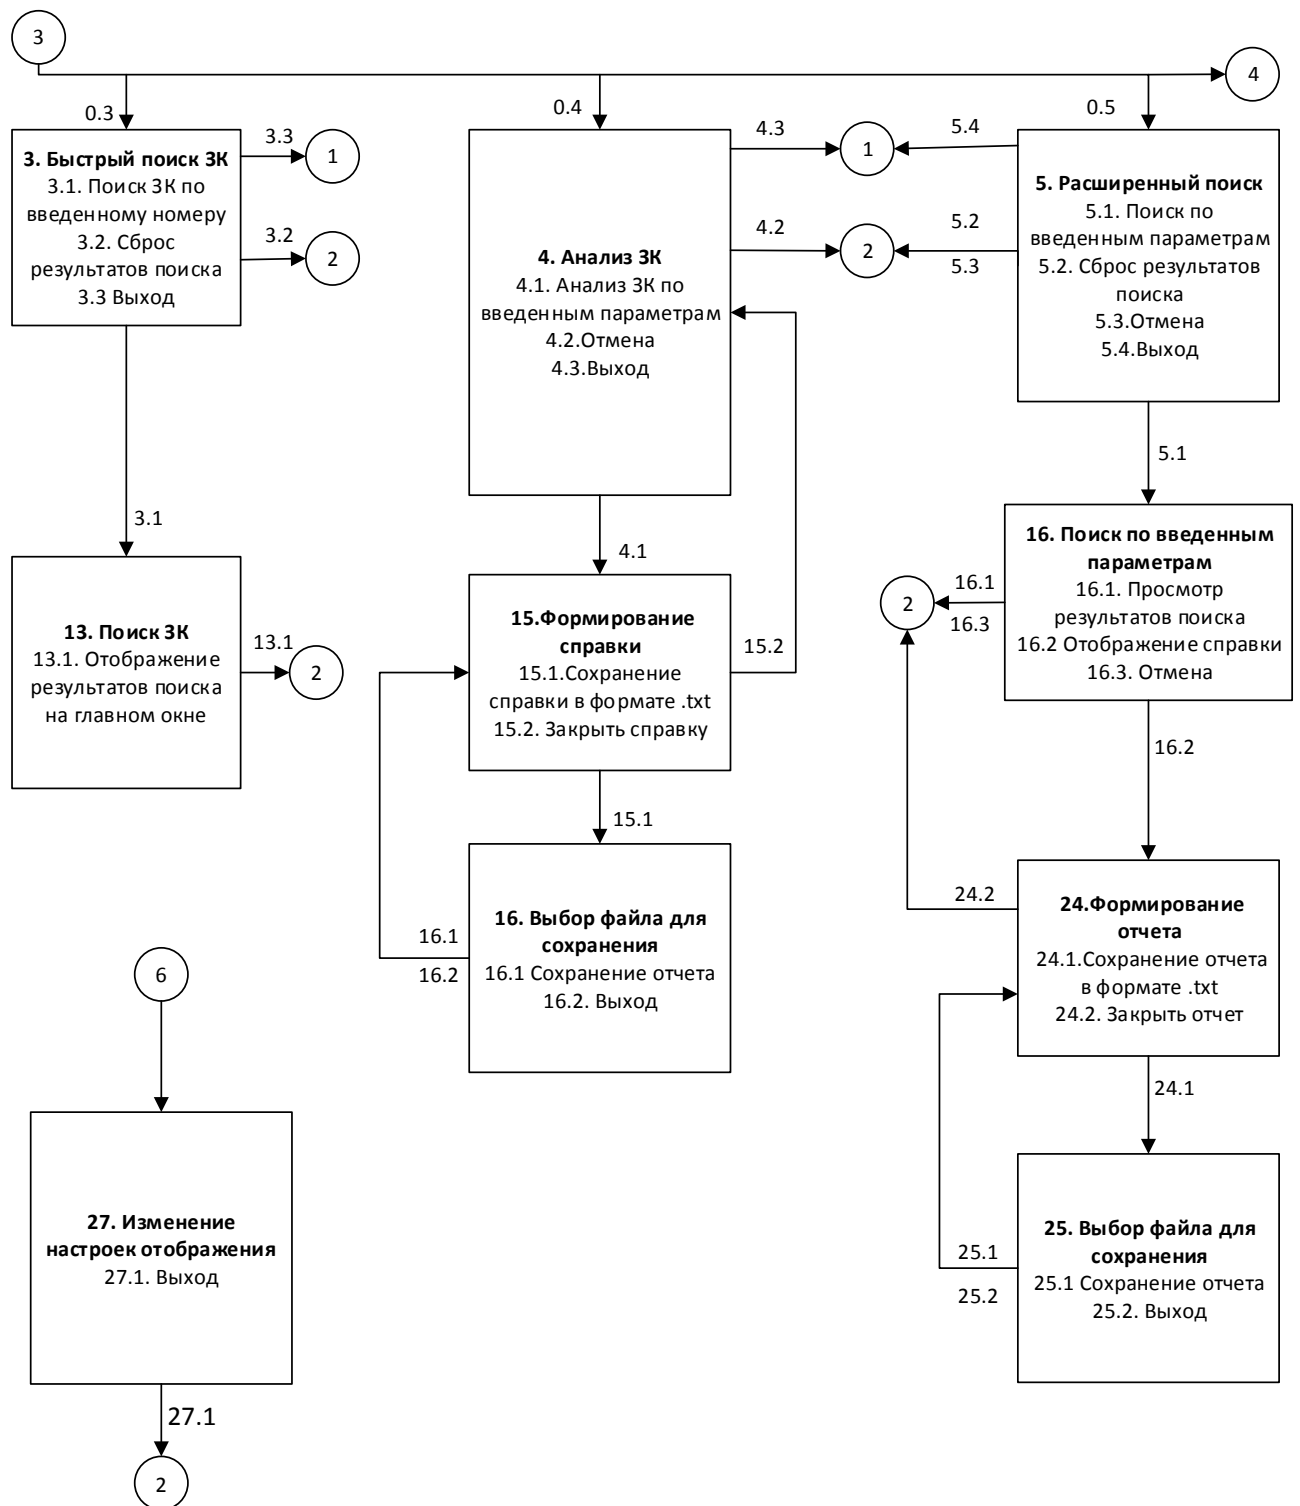 3
4
0.3
0.4
0.5
3. Быстрый поиск ЗК
3.1. Поиск ЗК по
введенному номеру
3.2. Сброс
результатов поиска
3.3 Выход
3.3
1
3.2
2
4. Анализ ЗК
4.1. Анализ ЗК по
введенным параметрам
4.2.Отмена
4.3.Выход
4.3
1
5.4
4.2
2
5.2
5.3
5. Расширенный поиск
5.1. Поиск по
введенным параметрам
5.2. Сброс результатов
поиска
5.3.Отмена
5.4.Выход
3.1
4.1
5.1
13. Поиск ЗК
13.1. Отображение
результатов поиска
на главном окне
13.1
2
15.Формирование
справки
15.1.Сохранение
справки в формате .txt
15.2. Закрыть справку
15.2
2
16.1
16.3
16. Поиск по введенным
параметрам
16.1. Просмотр
результатов поиска
16.2 Отображение справки
16.3. Отмена
15.1
16.2
16. Выбор файла для
сохранения
16.1 Сохранение отчета
16.2. Выход
16.1
16.2
24.2
24.Формирование
отчета
24.1.Сохранение отчета
в формате .txt
24.2. Закрыть отчет
24.1
6
27. Изменение
настроек отображения
27.1. Выход
27.1
2
25.1
25.2
25. Выбор файла для
сохранения
25.1 Сохранение отчета
25.2. Выход